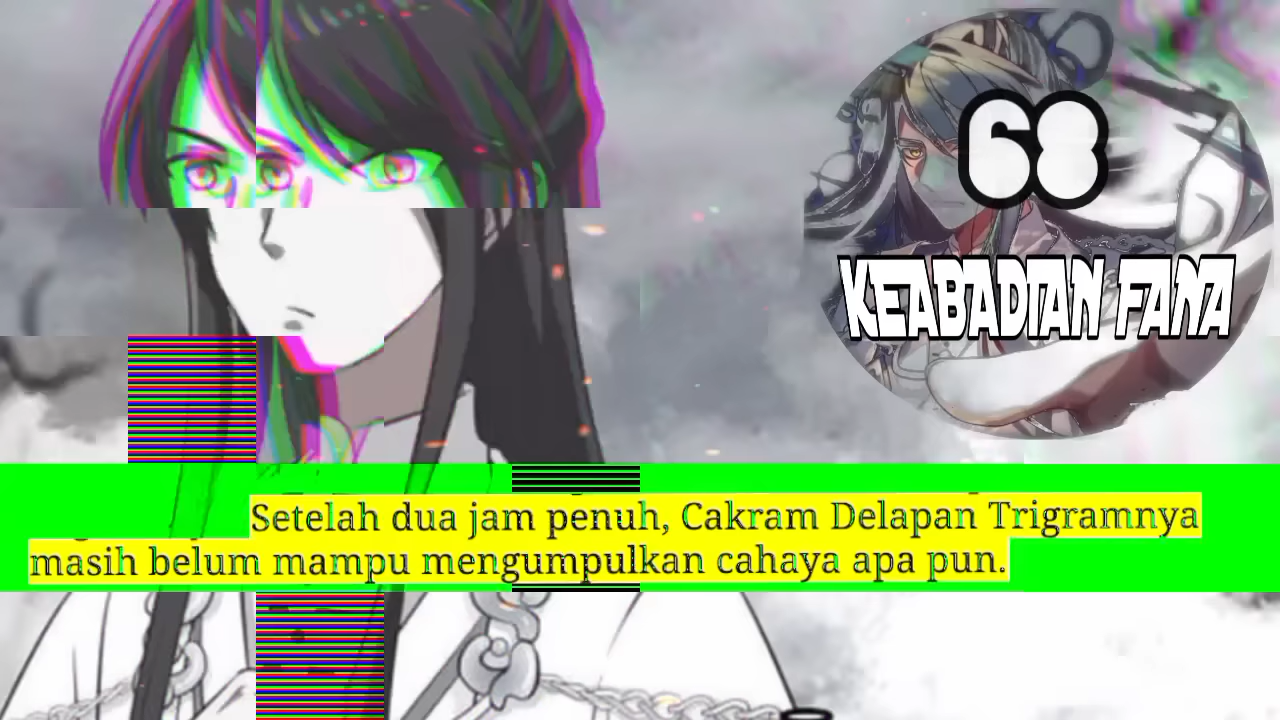 68
KEABADIAN FANA
Setelah dua jam penuh, Cakram Delapan Trigramnya
masih belum mampu mengumpulkan cahaya apa pun.